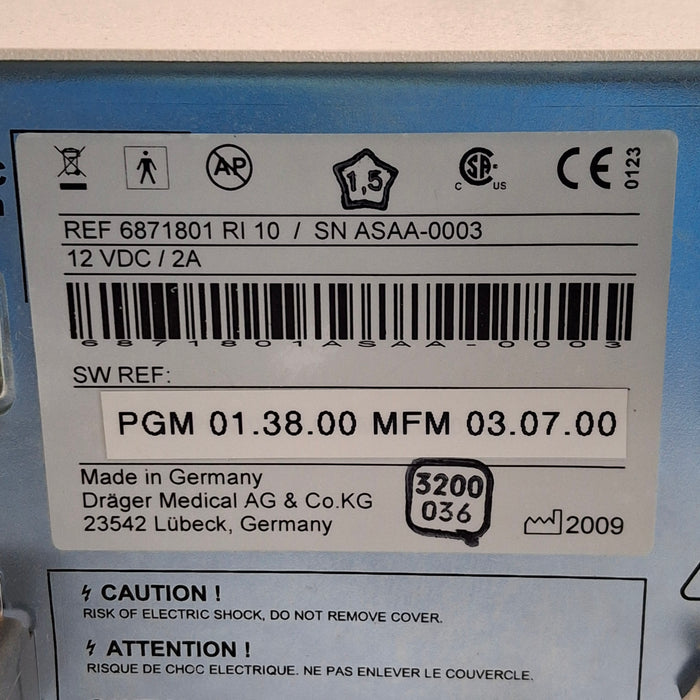 AP
1,5
C SA US
CE 0123
REF 6871801 RI 10 / SN ASAA-0003
12 VDC / 2A
6871801ASAA-0003
SW REF:
PGM 01.38.00 MFM 03.07.00
Made in Germany
Dräger Medical AG & Co.KG
23542 Lübeck, Germany
3200
036
2009
CAUTION !
RISK OF ELECTRIC SHOCK, DO NOT REMOVE COVER.
ATTENTION !
RISQUE DE CHOC ELECTRIQUE. NE PAS ENLEVER LE COUVERCLE.